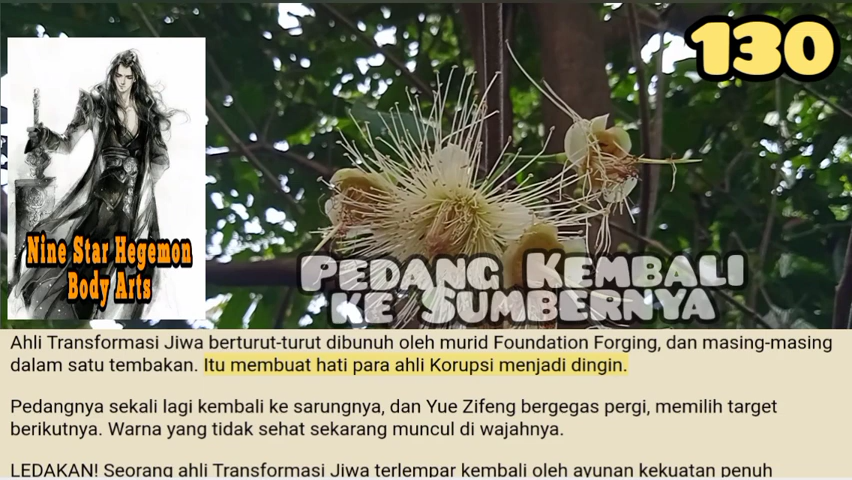 130
Nine Star Hegemon
Body Arts
PEDANG KEMBALI
KE SUMBERNYA
Ahli Transformasi Jiwa berturut-turut dibunuh oleh murid Foundation Forging, dan masing-masing
dalam satu tembakan. Itu membuat hati para ahli Korupsi menjadi dingin.
Pedangnya sekali lagi kembali ke sarungnya, dan Yue Zifeng bergegas pergi, memilih target
berikutnya. Warna yang tidak sehat sekarang muncul di wajahnya.
LEDAKAN! Seorang ahli Transformasi Jiwa terlempar kembali oleh ayunan kekuatan penuh